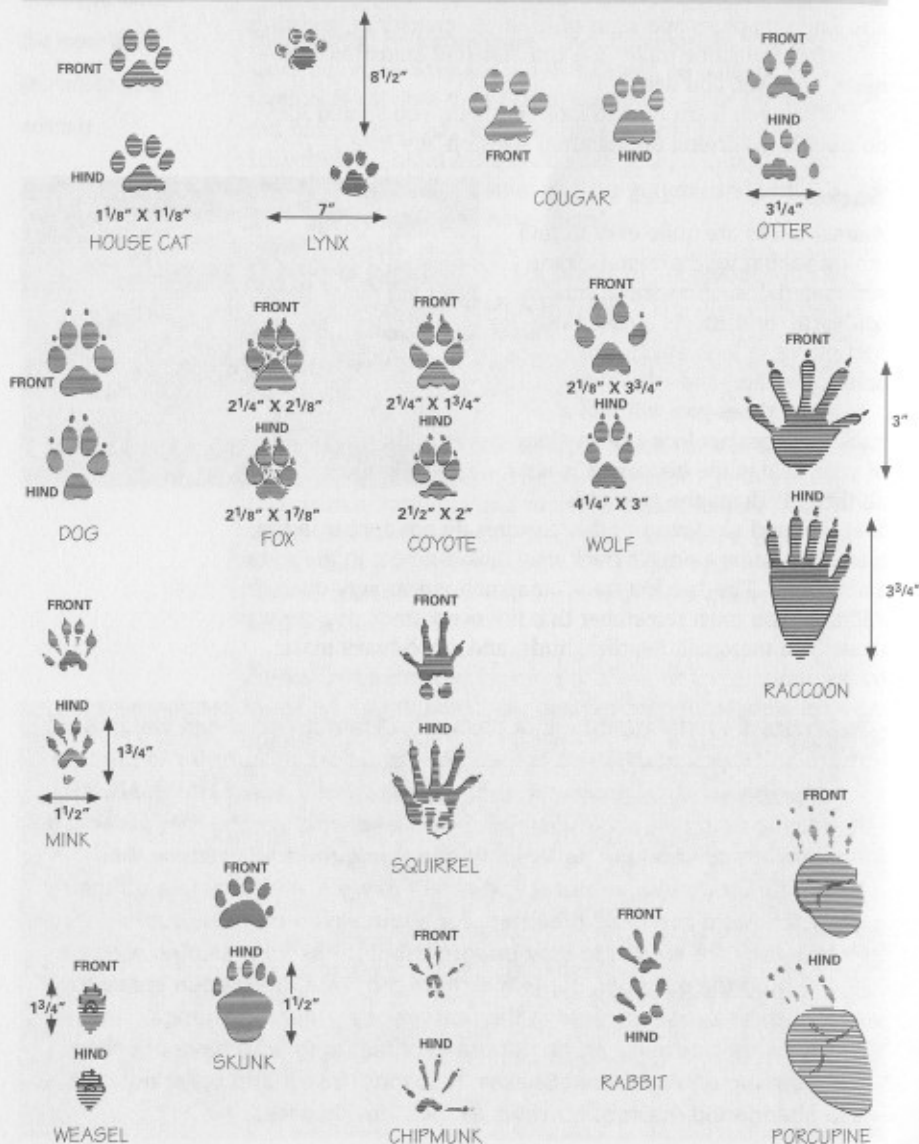 FRONT
HIND
1 1/8" X 1 1/8"
HOUSE CAT
8 1/2"
7"
LYNX
FRONT
HIND
COUGAR
FRONT
HIND
3 1/4"
OTTER
FRONT
HIND
DOG
FRONT
2 1/4" X 2 1/8"
HIND
2 1/8" X 1 7/8"
FOX
FRONT
2 1/4" X 1 3/4"
HIND
2 1/2" X 2"
COYOTE
FRONT
2 1/8" X 3 3/4"
HIND
4 1/4" X 3"
WOLF
FRONT
3"
HIND
3 3/4"
RACCOON
FRONT
HIND
1 3/4"
1 1/2"
MINK
FRONT
HIND
SQUIRREL
FRONT
HIND
PORCUPINE
FRONT
1 3/4"
HIND
WEASEL
FRONT
HIND
1 1/2"
SKUNK
FRONT
HIND
CHIPMUNK
FRONT
HIND
RABBIT